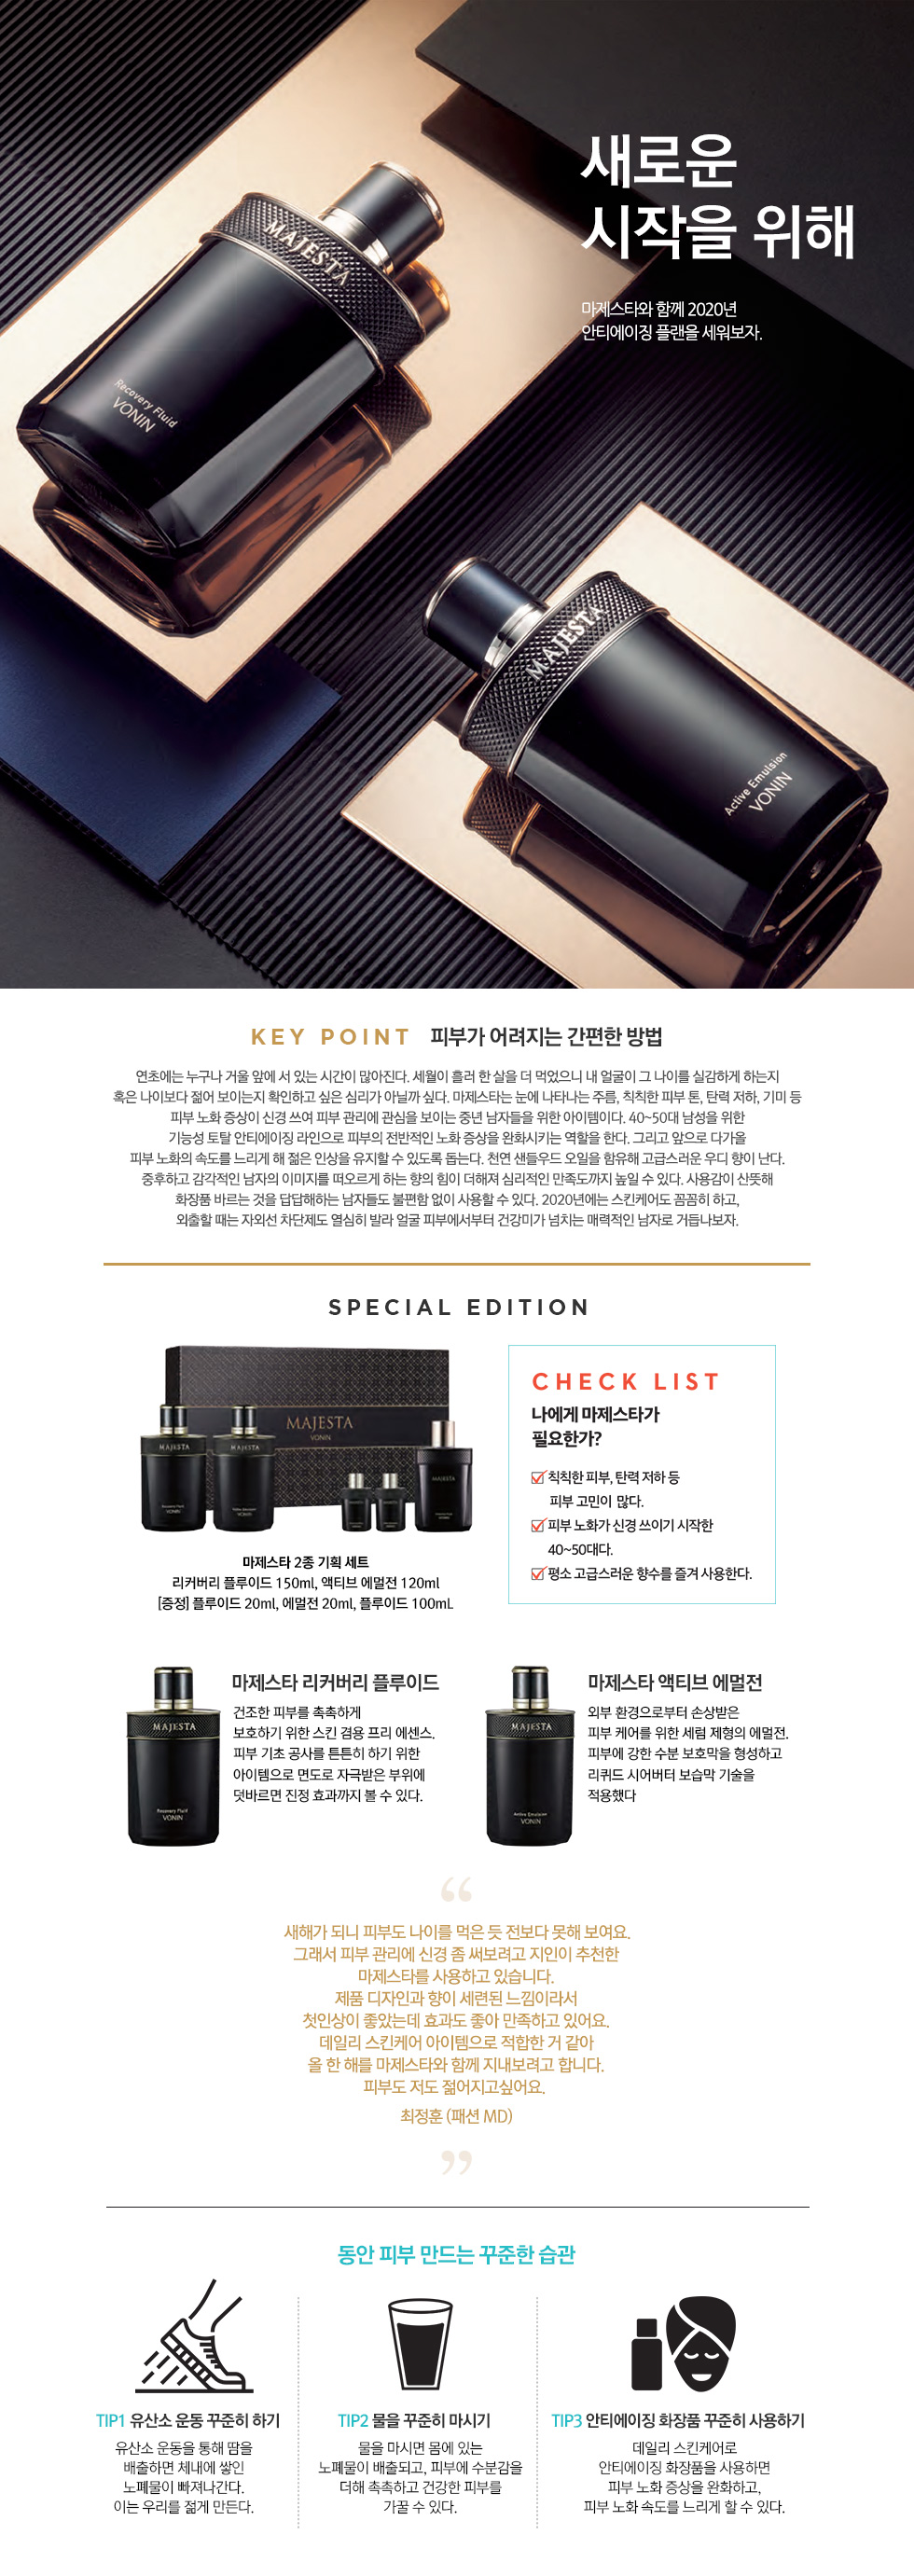 새로운
시작을 위해
마제스타와 함께 2020년
안티에이징 플랜을 세워보자.
MAJESTA
Recovery Fluid
VONIN
MAJESTA
Active Emulsion
VONIN
KEY POINT 피부가 어려지는 간편한 방법
연초에는 누구나 거울 앞에 서 있는 시간이 많아진다. 세월이 흘러 한 살을 더 먹었으니 내 얼굴이 그 나이를 실감하게 하는지
혹은 나이보다 젊어 보이는지 확인하고 싶은 심리가 아닐까 싶다. 마제스타는 눈에 나타나는 주름, 칙칙한 피부 톤, 탄력 저하, 기미 등
피부 노화 증상이 신경 쓰여 피부 관리에 관심을 보이는 중년 남자들을 위한 아이템이다. 40~50대 남성을 위한
기능성 토탈 안티에이징 라인으로 피부의 전반적인 노화 증상을 완화시키는 역할을 한다. 그리고 앞으로 다가올
피부 노화의 속도를 느리게 해 젊은 인상을 유지할 수 있도록 돕는다. 천연 샌들우드 오일을 함유해 고급스러운 우디 향이 난다.
중후하고 감각적인 남자의 이미지를 떠오르게 하는 향의 힘이 더해져 심리적인 만족도까지 높일 수 있다. 사용감이 산뜻해
화장품 바르는 것을 답답해하는 남자들도 불편함 없이 사용할 수 있다. 2020년에는 스킨케어도 꼼꼼히 하고,
외출할 때는 자외선 차단제도 열심히 발라 얼굴 피부에서부터 건강미가 넘치는 매력적인 남자로 거듭나보자.
SPECIAL EDITION
MAJESTA
VONIN
MAJESTA
MAJESTA
MAJESTA
VONIN
VONIN
마제스타 2종 기획 세트
리커버리 플루이드 150ml, 액티브 에멀전 120ml
[증정] 플루이드 20ml, 에멀전 20ml, 플루이드 100mL
CHECK LIST
나에게 마제스타가
필요한가?
칙칙한 피부, 탄력 저하 등
피부 고민이 많다.
피부 노화가 신경 쓰이기 시작한
40~50대다.
평소 고급스러운 향수를 즐겨 사용한다.
MAJESTA
Recovery Fluid
VONIN
마제스타 리커버리 플루이드
건조한 피부를 촉촉하게
보호하기 위한 스킨 겸용 프리 에센스.
피부 기초 공사를 튼튼히 하기 위한
아이템으로 면도로 자극받은 부위에
덧바르면 진정 효과까지 볼 수 있다.
MAJESTA
Active Emulsion
VONIN
마제스타 액티브 에멀전
외부 환경으로부터 손상받은
피부 케어를 위한 세럼 제형의 에멀전.
피부에 강한 수분 보호막을 형성하고
리퀴드 시어버터 보습막 기술을
적용했다
“
새해가 되니 피부도 나이를 먹은 듯 전보다 못해 보여요.
그래서 피부 관리에 신경 좀 써보려고 지인이 추천한
마제스타를 사용하고 있습니다.
제품 디자인과 향이 세련된 느낌이라서
첫인상이 좋았는데 효과도 좋아 만족하고 있어요.
데일리 스킨케어 아이템으로 적합한 거 같아
올 한 해를 마제스타와 함께 지내보려고 합니다.
피부도 저도 젊어지고싶어요.
최정훈 (패션 MD)
”
동안 피부 만드는 꾸준한 습관
TIP1 유산소 운동 꾸준히 하기
유산소 운동을 통해 땀을
배출하면 체내에 쌓인
노폐물이 빠져나간다.
이는 우리를 젊게 만든다.
TIP2 물을 꾸준히 마시기
물을 마시면 몸에 있는
노폐물이 배출되고, 피부에 수분감을
더해 촉촉하고 건강한 피부를
가꿀 수 있다.
TIP3 안티에이징 화장품 꾸준히 사용하기
데일리 스킨케어로
안티에이징 화장품을 사용하면
피부 노화 증상을 완화하고,
피부 노화 속도를 느리게 할 수 있다.